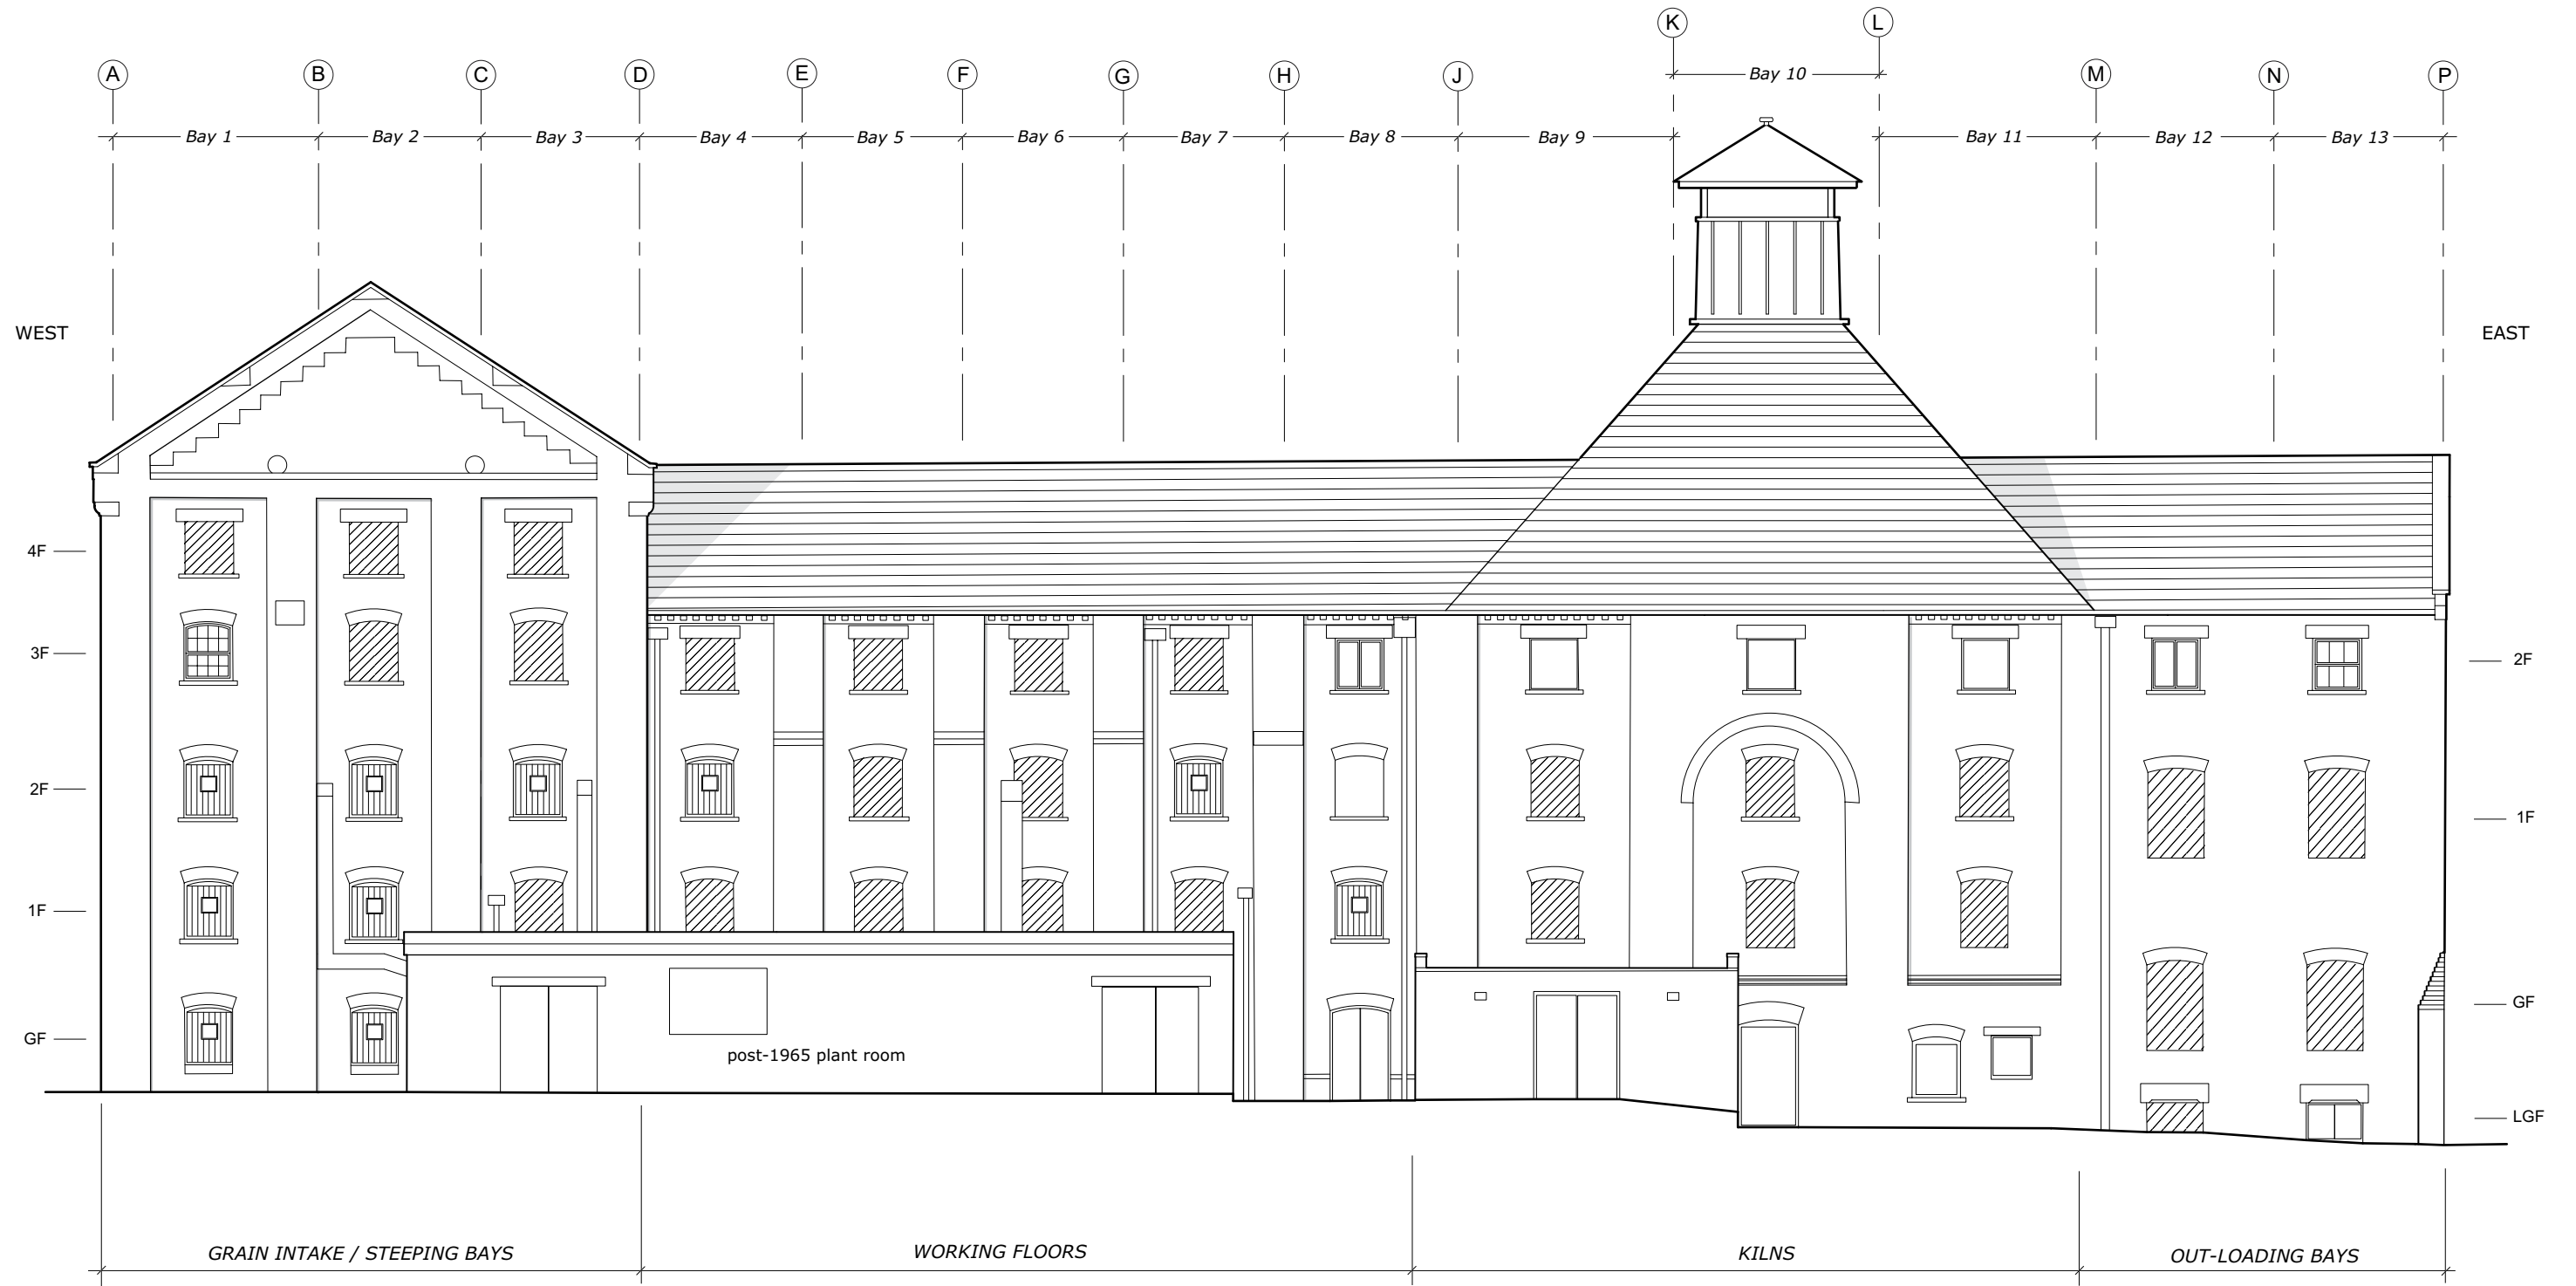 K
L
A
B
C
D
E
F
G
H
J
M
N
P
Bay 10
Bay 1
Bay 2
Bay 3
Bay 4
Bay 5
Bay 6
Bay 7
Bay 8
Bay 9
Bay 11
Bay 12
Bay 13
WEST
EAST
4F
3F
2F
2F
1F
1F
GF
GF
post-1965 plant room
LGF
GRAIN INTAKE / STEEPING BAYS
WORKING FLOORS
KILNS
OUT-LOADING BAYS